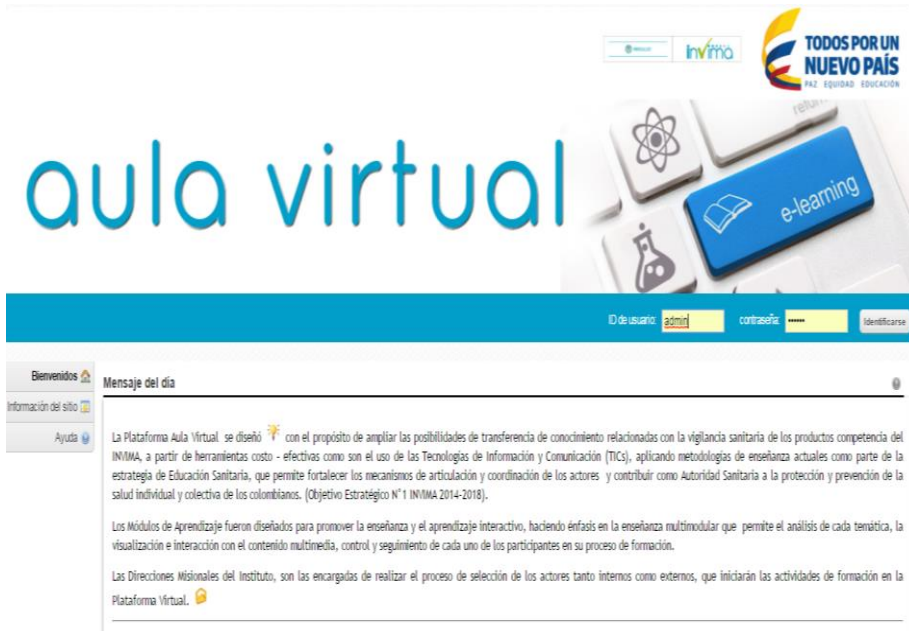 invima
TODOS POR UN
NUEVO PAÍS
PAZ EQUIDAD EDUCACIÓN
return
aula virtual
e-learning
ID de usuario: admin contraseña: •••••• Identificarse
Bienvenidos
Información del sitio
Ayuda
Mensaje del día
La Plataforma Aula Virtual se diseñó con el propósito de ampliar las posibilidades de transferencia de conocimiento relacionadas con la vigilancia sanitaria de los productos competencia del
INVIMA, a partir de herramientas costo - efectivas como son el uso de las Tecnologías de Información y Comunicación (TICs), aplicando metodologías de enseñanza actuales como parte de la
estrategia de Educación Sanitaria, que permite fortalecer los mecanismos de articulación y coordinación de los actores y contribuir como Autoridad Sanitaria a la protección y prevención de la
salud individual y colectiva de los colombianos. (Objetivo Estratégico N°1 INVIMA 2014-2018).
Los Módulos de Aprendizaje fueron diseñados para promover la enseñanza y el aprendizaje interactivo, haciendo énfasis en la enseñanza multimodular que permite el análisis de cada temática, la
visualización e interacción con el contenido multimedia, control y seguimiento de cada uno de los participantes en su proceso de formación.
Las Direcciones Misionales del Instituto, son las encargadas de realizar el proceso de selección de los actores tanto internos como externos, que iniciarán las actividades de formación en la
Plataforma Virtual.